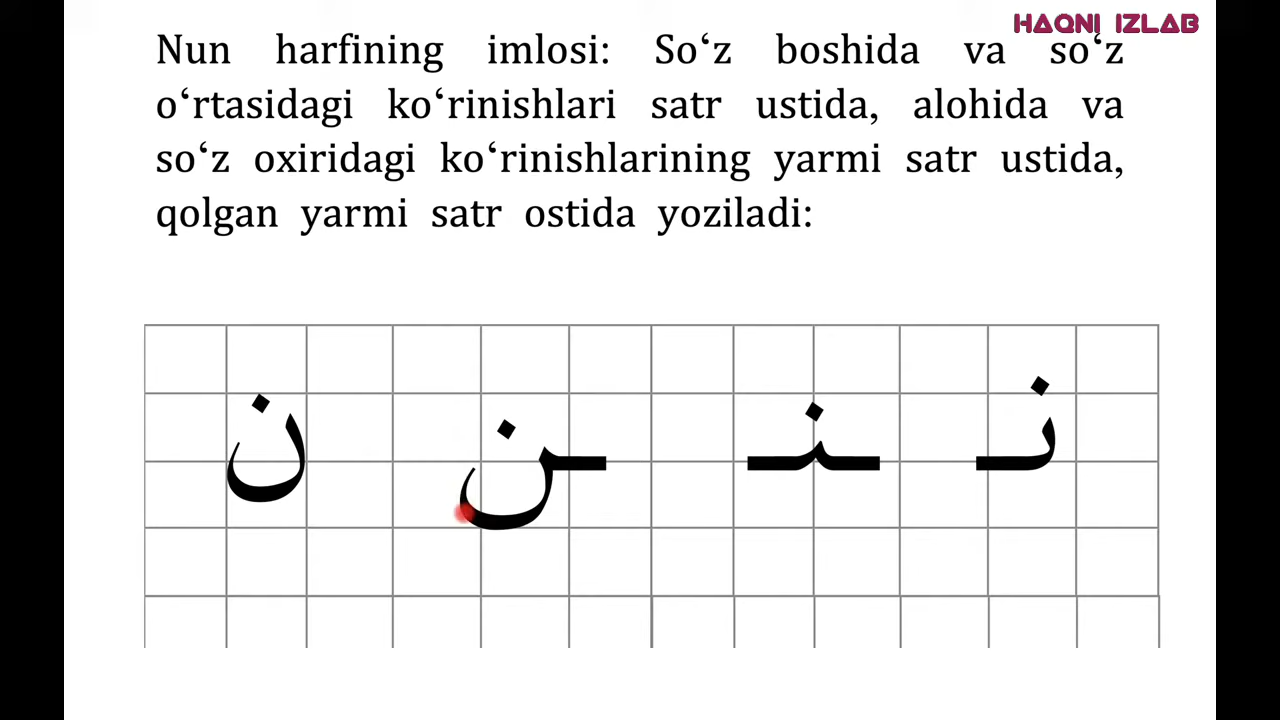 HAQNI IZLAB
Nun harfining imlosi: So‘z boshida va so‘z
o‘rtasidagi ko‘rinishlari satr ustida, alohida va
so‘z oxiridagi ko‘rinishlarining yarmi satr ustida,
qolgan yarmi satr ostida yoziladi:
نـ ـنـ ـن ن